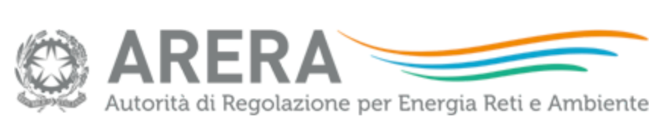 ARERA
Autorità di Regolazione per Energia Reti e Ambiente